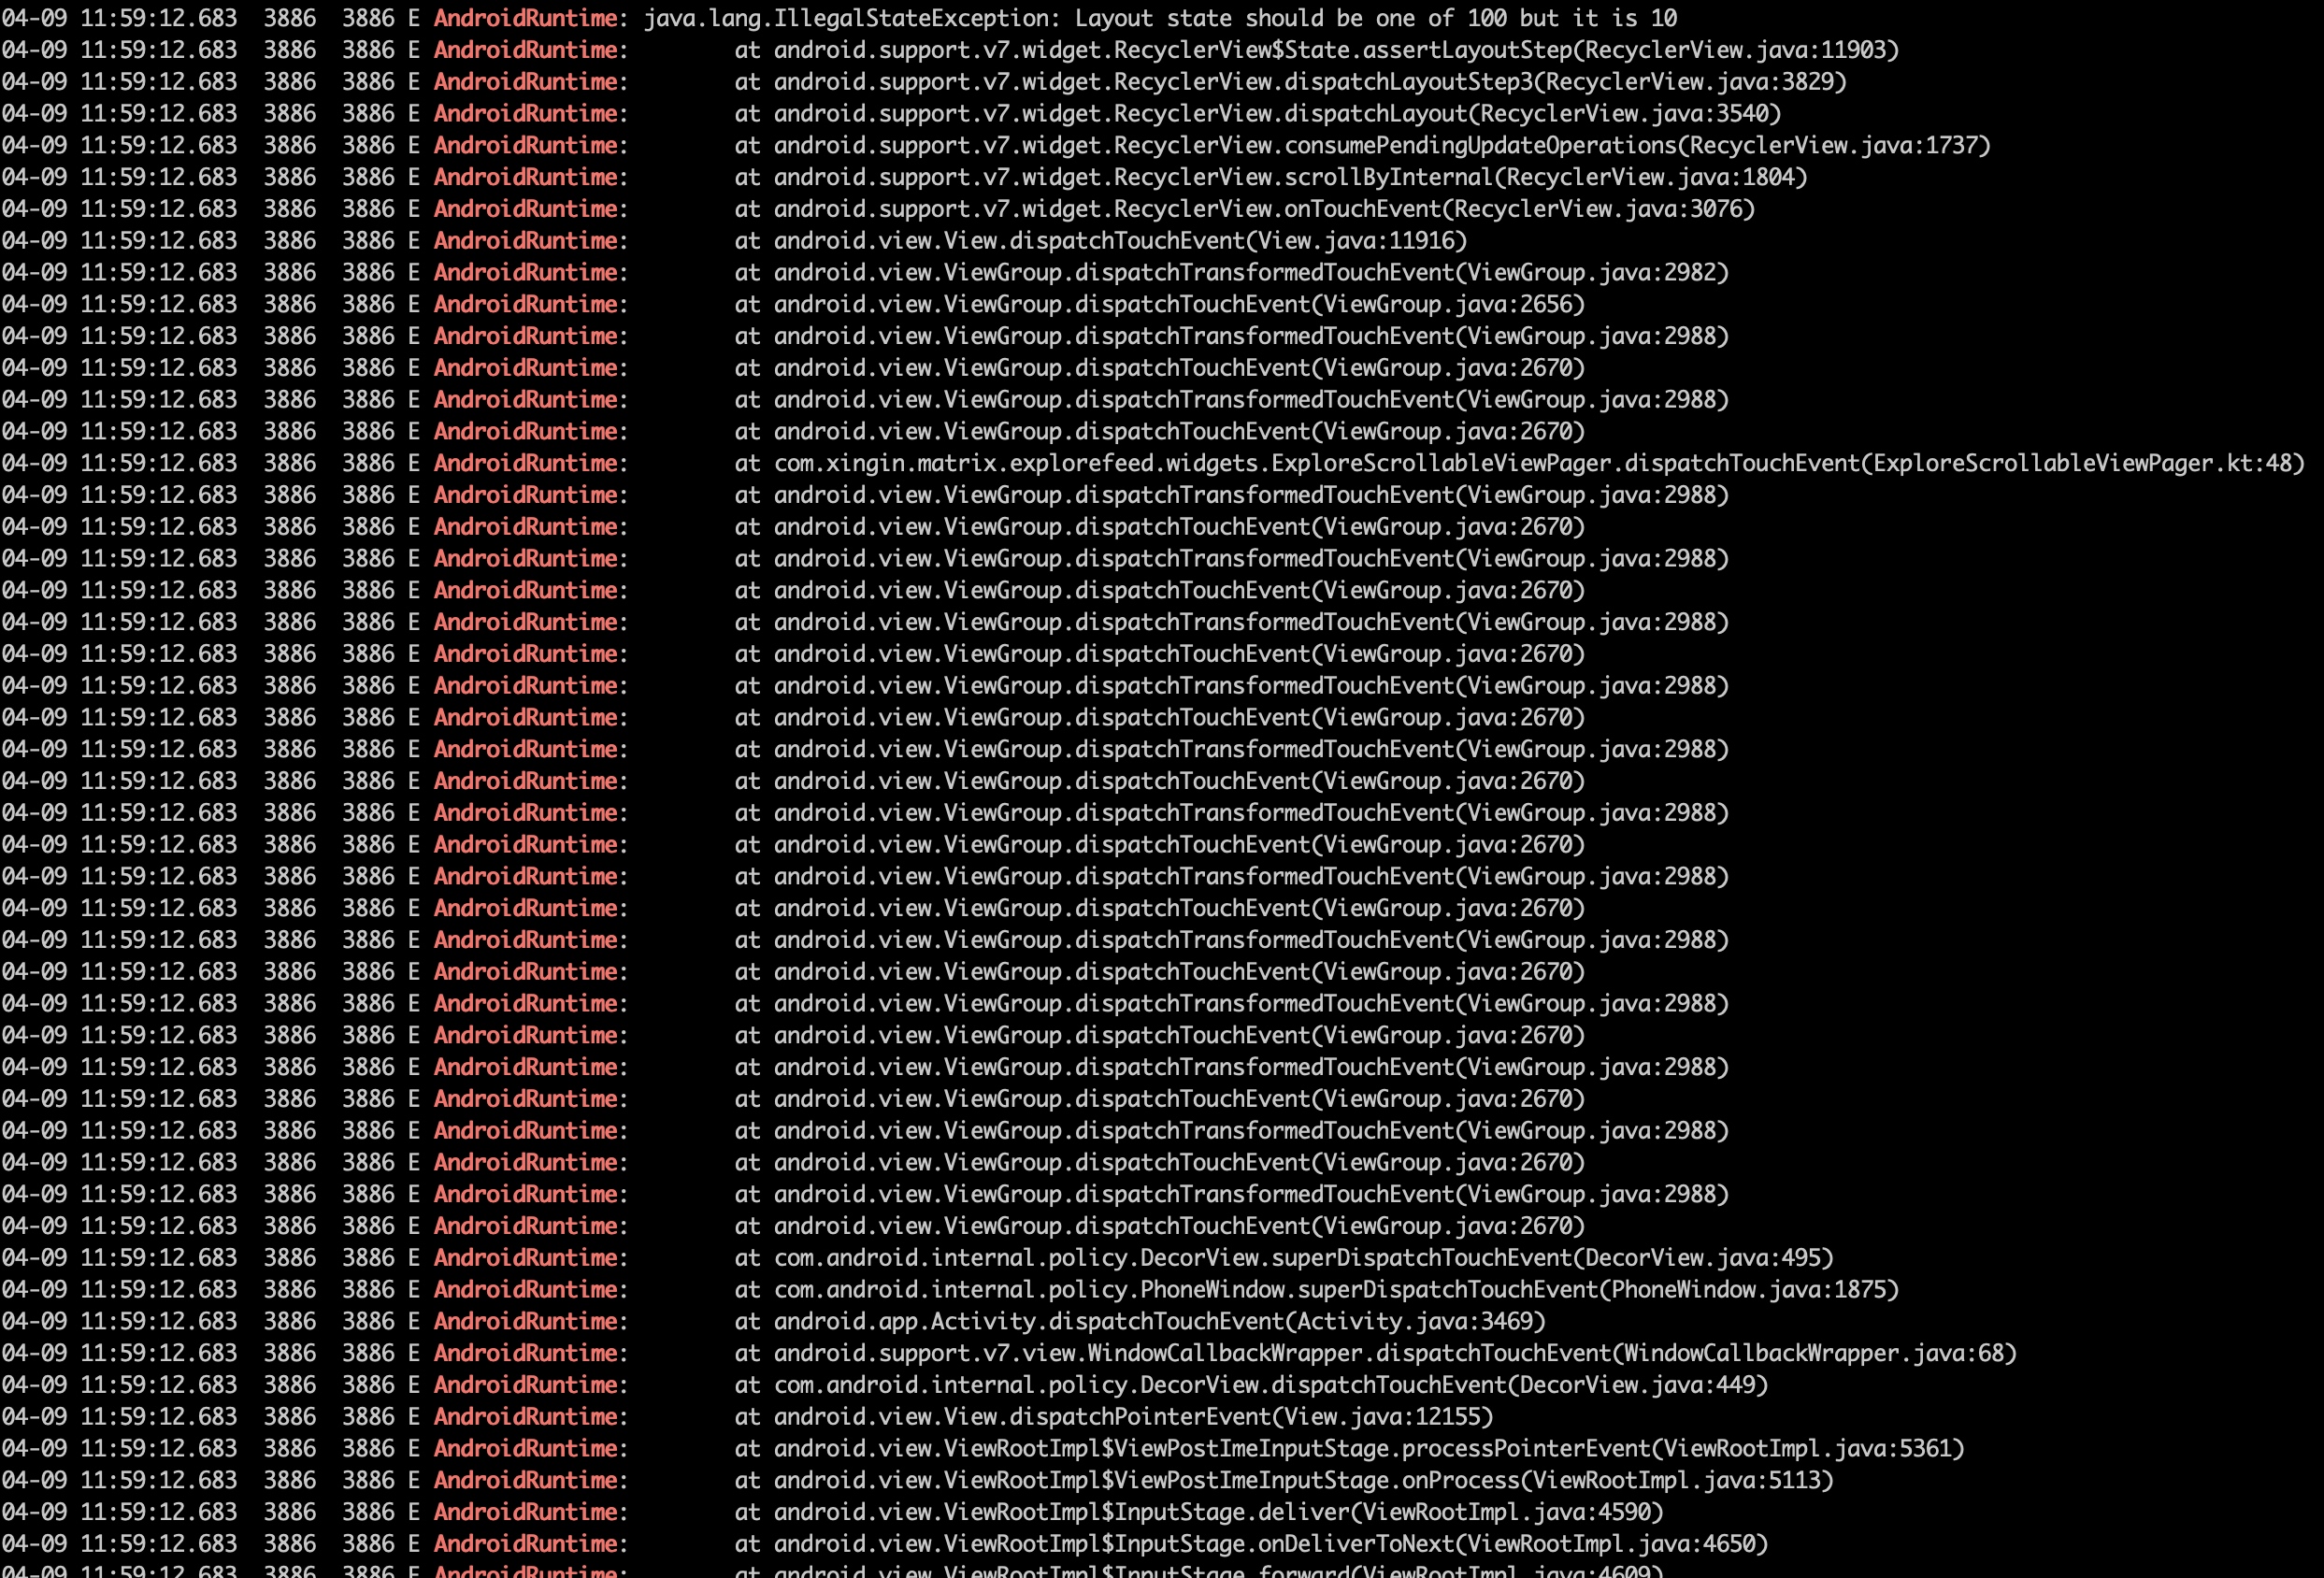 04-09 11:59:12.683  3886  3886 E AndroidRuntime: java.lang.IllegalStateException: Layout state should be one of 100 but it is 10
04-09 11:59:12.683  3886  3886 E AndroidRuntime:        at android.support.v7.widget.RecyclerView$State.assertLayoutStep(RecyclerView.java:11903)
04-09 11:59:12.683  3886  3886 E AndroidRuntime:        at android.support.v7.widget.RecyclerView.dispatchLayoutStep3(RecyclerView.java:3829)
04-09 11:59:12.683  3886  3886 E AndroidRuntime:        at android.support.v7.widget.RecyclerView.dispatchLayout(RecyclerView.java:3540)
04-09 11:59:12.683  3886  3886 E AndroidRuntime:        at android.support.v7.widget.RecyclerView.consumePendingUpdateOperations(RecyclerView.java:1737)
04-09 11:59:12.683  3886  3886 E AndroidRuntime:        at android.support.v7.widget.RecyclerView.scrollByInternal(RecyclerView.java:1804)
04-09 11:59:12.683  3886  3886 E AndroidRuntime:        at android.support.v7.widget.RecyclerView.onTouchEvent(RecyclerView.java:3076)
04-09 11:59:12.683  3886  3886 E AndroidRuntime:        at android.view.View.dispatchTouchEvent(View.java:11916)
04-09 11:59:12.683  3886  3886 E AndroidRuntime:        at android.view.ViewGroup.dispatchTransformedTouchEvent(ViewGroup.java:2982)
04-09 11:59:12.683  3886  3886 E AndroidRuntime:        at android.view.ViewGroup.dispatchTouchEvent(ViewGroup.java:2656)
04-09 11:59:12.683  3886  3886 E AndroidRuntime:        at android.view.ViewGroup.dispatchTransformedTouchEvent(ViewGroup.java:2988)
04-09 11:59:12.683  3886  3886 E AndroidRuntime:        at android.view.ViewGroup.dispatchTouchEvent(ViewGroup.java:2670)
04-09 11:59:12.683  3886  3886 E AndroidRuntime:        at android.view.ViewGroup.dispatchTransformedTouchEvent(ViewGroup.java:2988)
04-09 11:59:12.683  3886  3886 E AndroidRuntime:        at android.view.ViewGroup.dispatchTouchEvent(ViewGroup.java:2670)
04-09 11:59:12.683  3886  3886 E AndroidRuntime:        at com.xingin.matrix.explorefeed.widgets.ExploreScrollableViewPager.dispatchTouchEvent(ExploreScrollableViewPager.kt:48)
04-09 11:59:12.683  3886  3886 E AndroidRuntime:        at android.view.ViewGroup.dispatchTransformedTouchEvent(ViewGroup.java:2988)
04-09 11:59:12.683  3886  3886 E AndroidRuntime:        at android.view.ViewGroup.dispatchTouchEvent(ViewGroup.java:2670)
04-09 11:59:12.683  3886  3886 E AndroidRuntime:        at android.view.ViewGroup.dispatchTransformedTouchEvent(ViewGroup.java:2988)
04-09 11:59:12.683  3886  3886 E AndroidRuntime:        at android.view.ViewGroup.dispatchTouchEvent(ViewGroup.java:2670)
04-09 11:59:12.683  3886  3886 E AndroidRuntime:        at android.view.ViewGroup.dispatchTransformedTouchEvent(ViewGroup.java:2988)
04-09 11:59:12.683  3886  3886 E AndroidRuntime:        at android.view.ViewGroup.dispatchTouchEvent(ViewGroup.java:2670)
04-09 11:59:12.683  3886  3886 E AndroidRuntime:        at android.view.ViewGroup.dispatchTransformedTouchEvent(ViewGroup.java:2988)
04-09 11:59:12.683  3886  3886 E AndroidRuntime:        at android.view.ViewGroup.dispatchTouchEvent(ViewGroup.java:2670)
04-09 11:59:12.683  3886  3886 E AndroidRuntime:        at android.view.ViewGroup.dispatchTransformedTouchEvent(ViewGroup.java:2988)
04-09 11:59:12.683  3886  3886 E AndroidRuntime:        at android.view.ViewGroup.dispatchTouchEvent(ViewGroup.java:2670)
04-09 11:59:12.683  3886  3886 E AndroidRuntime:        at android.view.ViewGroup.dispatchTransformedTouchEvent(ViewGroup.java:2988)
04-09 11:59:12.683  3886  3886 E AndroidRuntime:        at android.view.ViewGroup.dispatchTouchEvent(ViewGroup.java:2670)
04-09 11:59:12.683  3886  3886 E AndroidRuntime:        at android.view.ViewGroup.dispatchTransformedTouchEvent(ViewGroup.java:2988)
04-09 11:59:12.683  3886  3886 E AndroidRuntime:        at android.view.ViewGroup.dispatchTouchEvent(ViewGroup.java:2670)
04-09 11:59:12.683  3886  3886 E AndroidRuntime:        at android.view.ViewGroup.dispatchTransformedTouchEvent(ViewGroup.java:2988)
04-09 11:59:12.683  3886  3886 E AndroidRuntime:        at android.view.ViewGroup.dispatchTouchEvent(ViewGroup.java:2670)
04-09 11:59:12.683  3886  3886 E AndroidRuntime:        at android.view.ViewGroup.dispatchTransformedTouchEvent(ViewGroup.java:2988)
04-09 11:59:12.683  3886  3886 E AndroidRuntime:        at android.view.ViewGroup.dispatchTouchEvent(ViewGroup.java:2670)
04-09 11:59:12.683  3886  3886 E AndroidRuntime:        at android.view.ViewGroup.dispatchTransformedTouchEvent(ViewGroup.java:2988)
04-09 11:59:12.683  3886  3886 E AndroidRuntime:        at android.view.ViewGroup.dispatchTouchEvent(ViewGroup.java:2670)
04-09 11:59:12.683  3886  3886 E AndroidRuntime:        at android.view.ViewGroup.dispatchTransformedTouchEvent(ViewGroup.java:2988)
04-09 11:59:12.683  3886  3886 E AndroidRuntime:        at android.view.ViewGroup.dispatchTouchEvent(ViewGroup.java:2670)
04-09 11:59:12.683  3886  3886 E AndroidRuntime:        at android.view.ViewGroup.dispatchTransformedTouchEvent(ViewGroup.java:2988)
04-09 11:59:12.683  3886  3886 E AndroidRuntime:        at android.view.ViewGroup.dispatchTouchEvent(ViewGroup.java:2670)
04-09 11:59:12.683  3886  3886 E AndroidRuntime:        at com.android.internal.policy.DecorView.superDispatchTouchEvent(DecorView.java:495)
04-09 11:59:12.683  3886  3886 E AndroidRuntime:        at com.android.internal.policy.PhoneWindow.superDispatchTouchEvent(PhoneWindow.java:1875)
04-09 11:59:12.683  3886  3886 E AndroidRuntime:        at android.app.Activity.dispatchTouchEvent(Activity.java:3469)
04-09 11:59:12.683  3886  3886 E AndroidRuntime:        at android.support.v7.view.WindowCallbackWrapper.dispatchTouchEvent(WindowCallbackWrapper.java:68)
04-09 11:59:12.683  3886  3886 E AndroidRuntime:        at com.android.internal.policy.DecorView.dispatchTouchEvent(DecorView.java:449)
04-09 11:59:12.683  3886  3886 E AndroidRuntime:        at android.view.View.dispatchPointerEvent(View.java:12155)
04-09 11:59:12.683  3886  3886 E AndroidRuntime:        at android.view.ViewRootImpl$ViewPostImeInputStage.processPointerEvent(ViewRootImpl.java:5361)
04-09 11:59:12.683  3886  3886 E AndroidRuntime:        at android.view.ViewRootImpl$ViewPostImeInputStage.onProcess(ViewRootImpl.java:5113)
04-09 11:59:12.683  3886  3886 E AndroidRuntime:        at android.view.ViewRootImpl$InputStage.deliver(ViewRootImpl.java:4590)
04-09 11:59:12.683  3886  3886 E AndroidRuntime:        at android.view.ViewRootImpl$InputStage.onDeliverToNext(ViewRootImpl.java:4650)
04-09 11:59:12.683  3886  3886 E AndroidRuntime:        at android.view.ViewRootImpl$InputStage.forward(ViewRootImpl.java:4609)